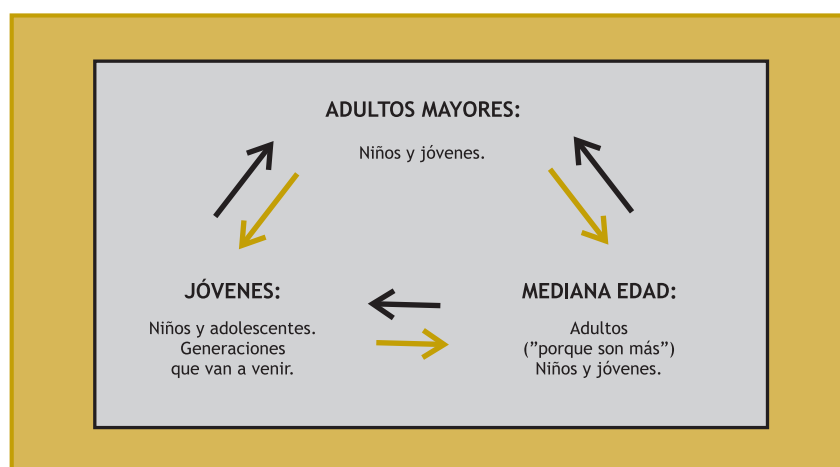 ADULTOS MAYORES:
Niños y jóvenes.
JÓVENES:
Niños y adolescentes.
Generaciones
que van a venir.
MEDIANA EDAD:
Adultos
(”porque son más”)
Niños y jóvenes.